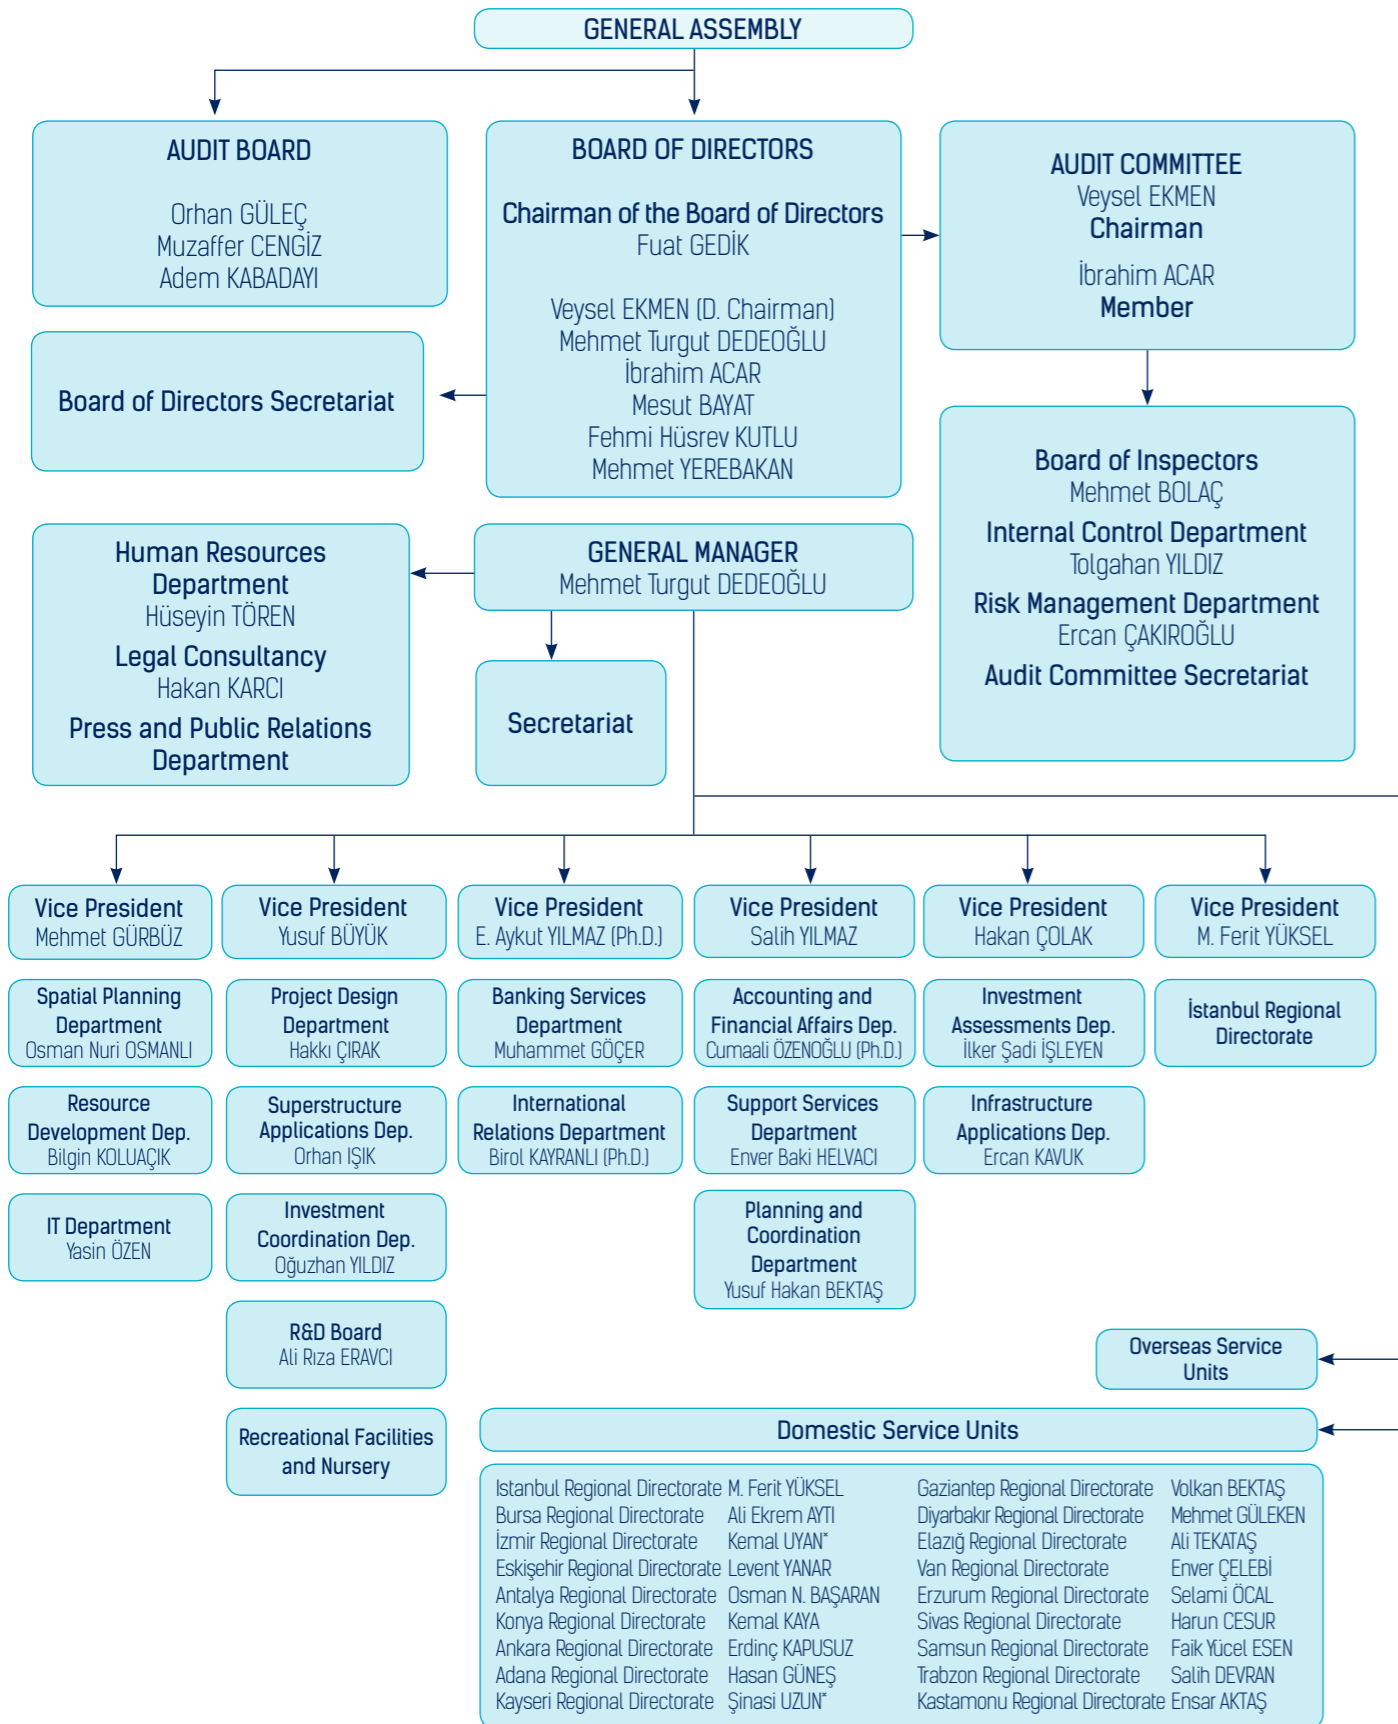 GENERAL ASSEMBLY
AUDIT BOARD
Orhan GÜLEÇ
Muzaffer CENGİZ
Adem KABADAYI
BOARD OF DIRECTORS
Chairman of the Board of Directors
Fuat GEDİK
Veysel EKMEN (D. Chairman)
Mehmet Turgut DEDEOĞLU
İbrahim ACAR
Mesut BAYAT
Fehmi Hüsrev KUTLU
Mehmet YEREBAKAN
AUDIT COMMITTEE
Veysel EKMEN
Chairman
İbrahim ACAR
Member
Board of Directors Secretariat
Board of Inspectors
Mehmet BOLAÇ
Internal Control Department
Tolgahan YILDIZ
Risk Management Department
Ercan ÇAKIROĞLU
Audit Committee Secretariat
Human Resources
Department
Hüseyin TÖREN
Legal Consultancy
Hakan KARCI
Press and Public Relations
Department
GENERAL MANAGER
Mehmet Turgut DEDEOĞLU
Secretariat
Vice President
Mehmet GÜRBÜZ
Spatial Planning
Department
Osman Nuri OSMANLI
Resource
Development Dep.
Bilgin KOLUAÇIK
IT Department
Yasin ÖZEN
Vice President
Yusuf BÜYÜK
Project Design
Department
Hakkı ÇIRAK
Superstructure
Applications Dep.
Orhan IŞIK
Investment
Coordination Dep.
Oğuzhan YILDIZ
R&D Board
Ali Rıza ERAVCI
Recreational Facilities
and Nursery
Vice President
E. Aykut YILMAZ (Ph.D.)
Banking Services
Department
Muhammet GÖÇER
International
Relations Department
Birol KAYRANLI (Ph.D.)
Vice President
Salih YILMAZ
Accounting and
Financial Affairs Dep.
Cumaali ÖZENOĞLU (Ph.D.)
Support Services
Department
Enver Baki HELVACI
Planning and
Coordination
Department
Yusuf Hakan BEKTAŞ
Vice President
Hakan ÇOLAK
Investment
Assessments Dep.
İlker Şadi İŞLEYEN
Infrastructure
Applications Dep.
Ercan KAVUK
Vice President
M. Ferit YÜKSEL
İstanbul Regional
Directorate
Overseas Service
Units
Domestic Service Units
Istanbul Regional Directorate M. Ferit YÜKSEL
Bursa Regional Directorate Ali Ekrem AYTI
İzmir Regional Directorate Kemal UYAN*
Eskişehir Regional Directorate Levent YANAR
Antalya Regional Directorate Osman N. BAŞARAN
Konya Regional Directorate Kemal KAYA
Ankara Regional Directorate Erdinç KAPUSUZ
Adana Regional Directorate Hasan GÜNEŞ
Kayseri Regional Directorate Şinasi UZUN*
Gaziantep Regional Directorate Volkan BEKTAŞ
Diyarbakır Regional Directorate Mehmet GÜLEKEN
Elazığ Regional Directorate Ali TEKATAŞ
Van Regional Directorate Enver ÇELEBİ
Erzurum Regional Directorate Selami ÖCAL
Sivas Regional Directorate Harun CESUR
Samsun Regional Directorate Faik Yücel ESEN
Trabzon Regional Directorate Salih DEVRAN
Kastamonu Regional Directorate Ensar AKTAŞ